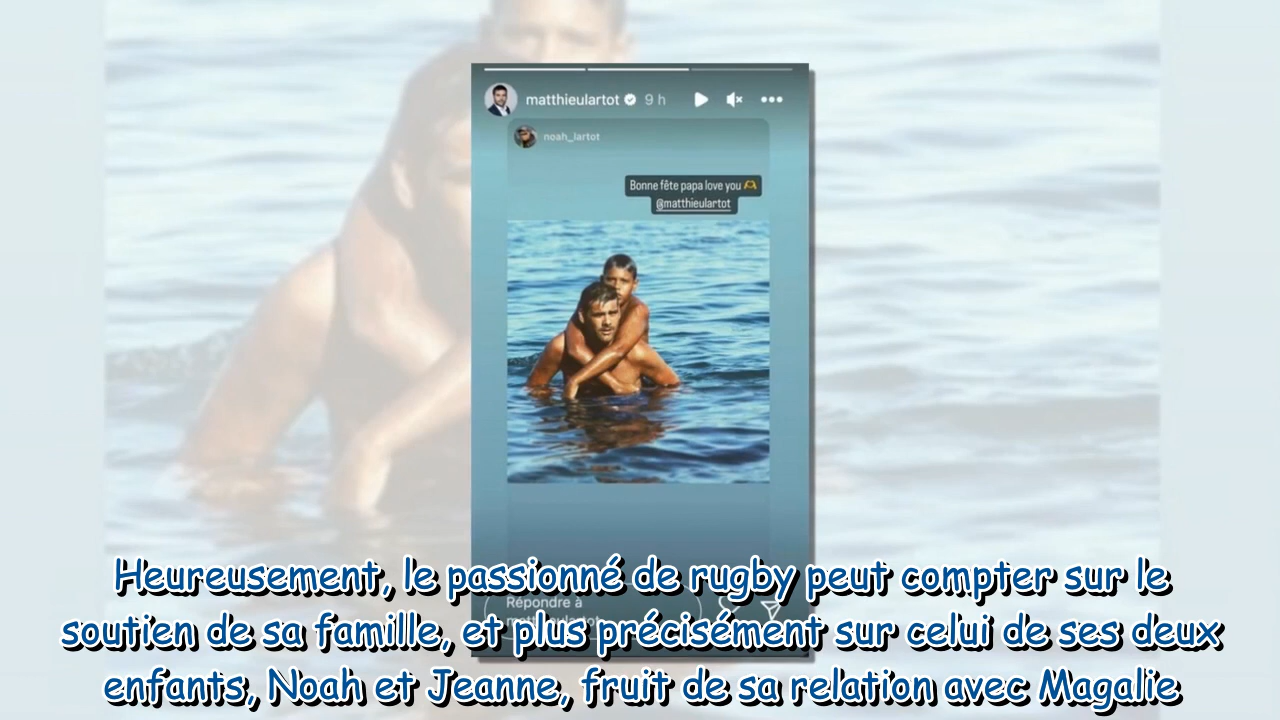 matthieulartot 9 h
noah_lartot
Bonne fête papa love you
@matthieulartot
Répondre à
Heureusement, le passionné de rugby peut compter sur le
soutien de sa famille, et plus précisément sur celui de ses deux
enfants, Noah et Jeanne, fruit de sa relation avec Magalie